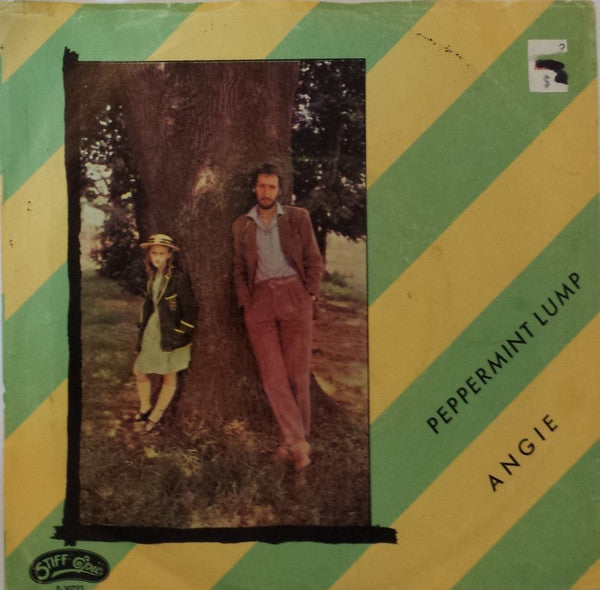 PEPPERMINT LUMP
ANGIE
STIFF Epic